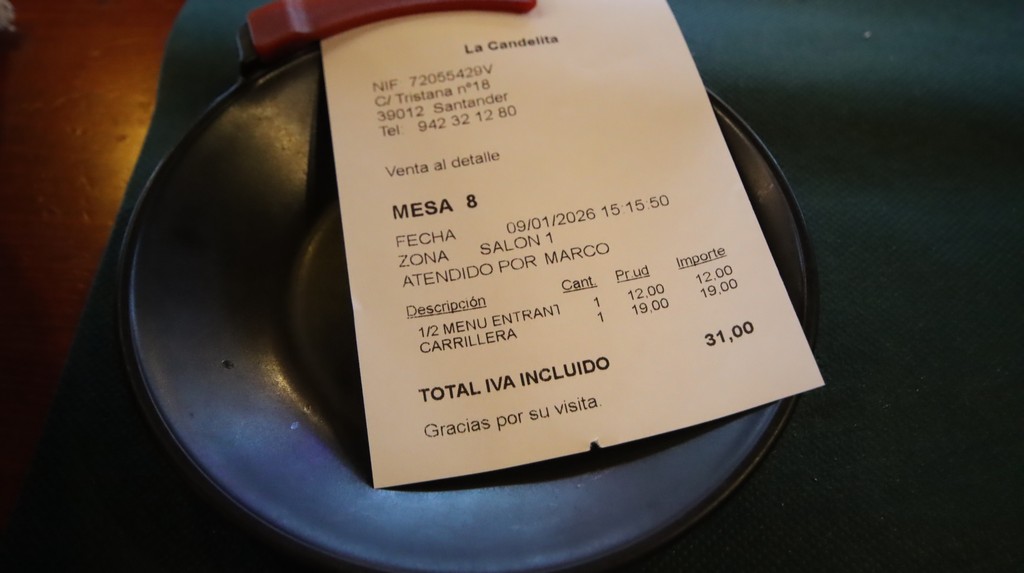 La Candelita
NIF 72055429V
C/ Tristana nº18
39012 Santander
Tel: 942 32 12 80
Venta al detalle
MESA 8
FECHA 09/01/2026 15:15:50
ZONA SALON 1
ATENDIDO POR MARCO
Descripción Cant. Pr.ud Importe
1/2 MENU ENTRANT 1 12,00 12,00
CARRILLERA 1 19,00 19,00
TOTAL IVA INCLUIDO 31,00
Gracias por su visita.